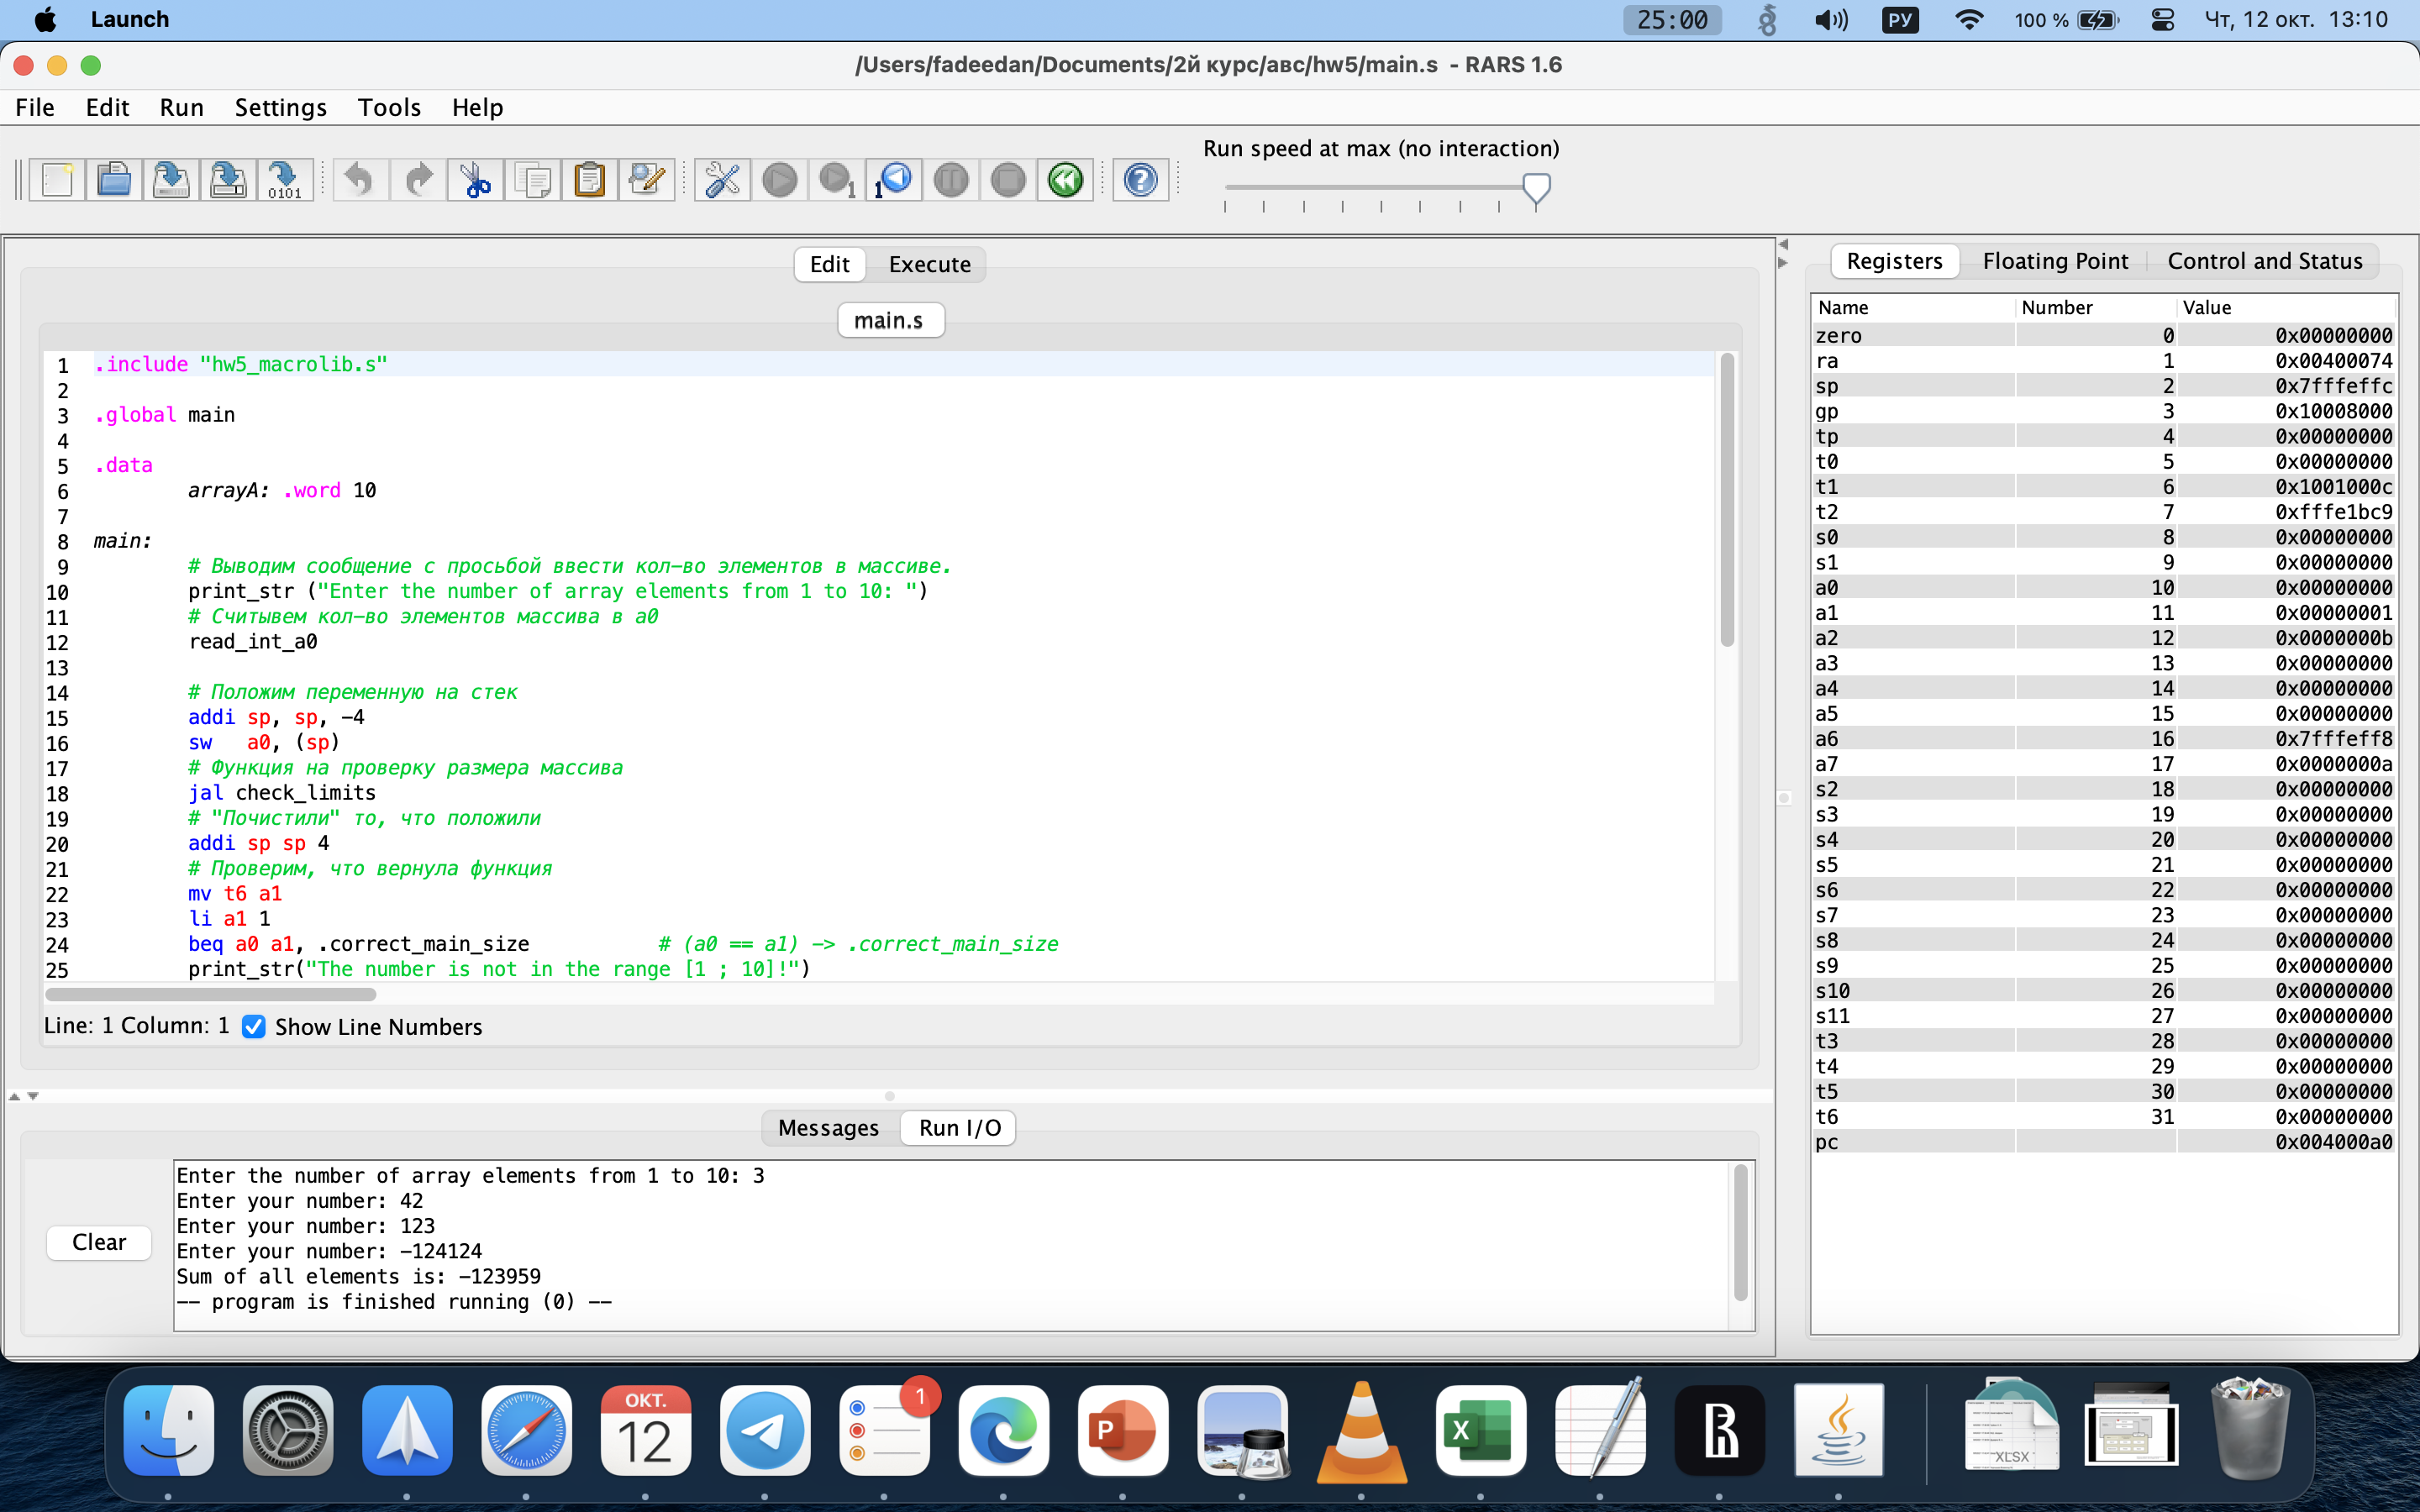 Launch
25:00
РУ
100 %
Чт, 12 окт. 13:10
/Users/fadeedan/Documents/2й курс/авс/hw5/main.s - RARS 1.6
File Edit Run Settings Tools Help
Run speed at max (no interaction)
0101
1
1
Edit Execute
main.s
1 .include "hw5_macrolib.s"
2
3 .global main
4
5 .data
6 arrayA: .word 10
7
8 main:
9 # Выводим сообщение с просьбой ввести кол-во элементов в массиве.
10 print_str ("Enter the number of array elements from 1 to 10: ")
11 # Считывем кол-во элементов массива в a0
12 read_int_a0
13
14 # Положим переменную на стек
15 addi sp, sp, -4
16 sw a0, (sp)
17 # Функция на проверку размера массива
18 jal check_limits
19 # "Почистили" то, что положили
20 addi sp sp 4
21 # Проверим, что вернула функция
22 mv t6 a1
23 li a1 1
24 beq a0 a1, .correct_main_size # (a0 == a1) -> .correct_main_size
25 print_str("The number is not in the range [1 ; 10]!")
Line: 1 Column: 1 Show Line Numbers
Messages Run I/O
Clear
Enter the number of array elements from 1 to 10: 3
Enter your number: 42
Enter your number: 123
Enter your number: -124124
Sum of all elements is: -123959
-- program is finished running (0) --
Registers Floating Point Control and Status
Name Number Value
zero 0 0x00000000
ra 1 0x00400074
sp 2 0x7fffeffc
gp 3 0x10008000
tp 4 0x00000000
t0 5 0x00000000
t1 6 0x1001000c
t2 7 0xfffe1bc9
s0 8 0x00000000
s1 9 0x00000000
a0 10 0x00000000
a1 11 0x00000001
a2 12 0x0000000b
a3 13 0x00000000
a4 14 0x00000000
a5 15 0x00000000
a6 16 0x7fffeff8
a7 17 0x0000000a
s2 18 0x00000000
s3 19 0x00000000
s4 20 0x00000000
s5 21 0x00000000
s6 22 0x00000000
s7 23 0x00000000
s8 24 0x00000000
s9 25 0x00000000
s10 26 0x00000000
s11 27 0x00000000
t3 28 0x00000000
t4 29 0x00000000
t5 30 0x00000000
t6 31 0x00000000
pc 0x004000a0
ОКТ.
12
1
P
X
XLSX